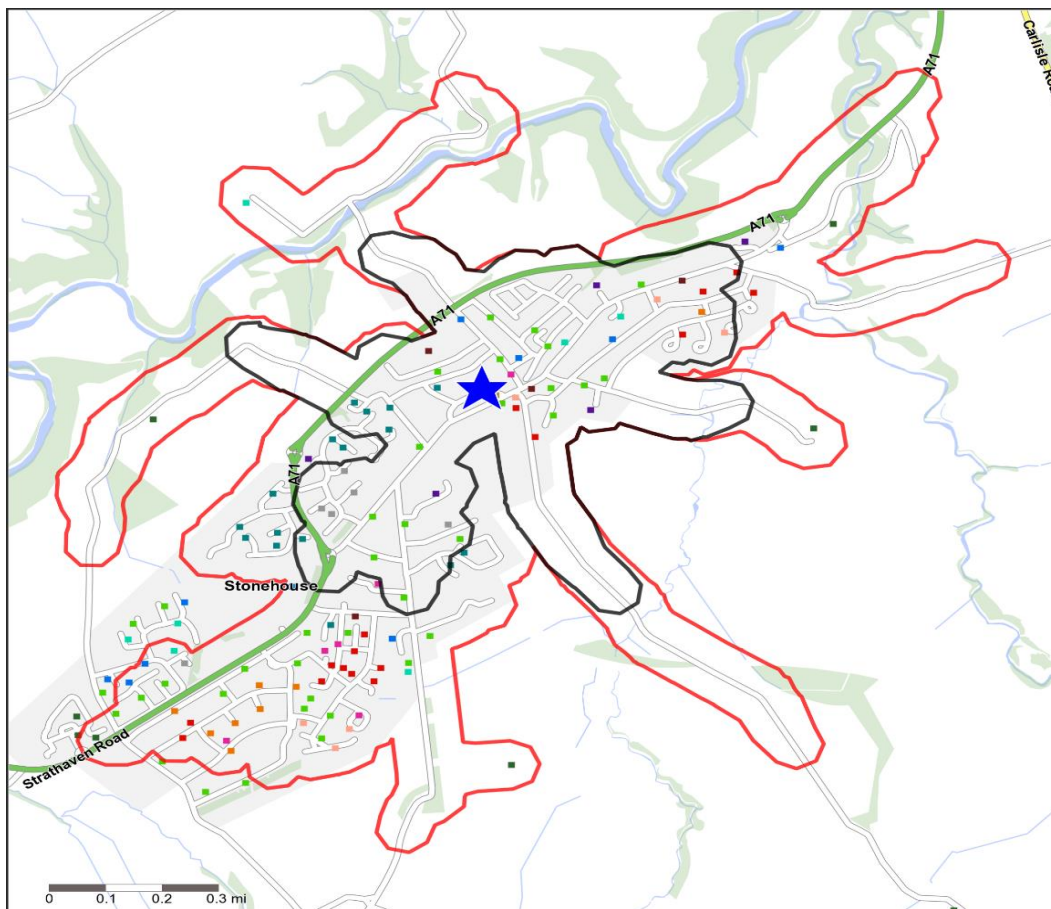 Carlisle Ro
A71
A71
A71
A71
Stonehouse
Strathaven Road
0 0.1 0.2 0.3 mi